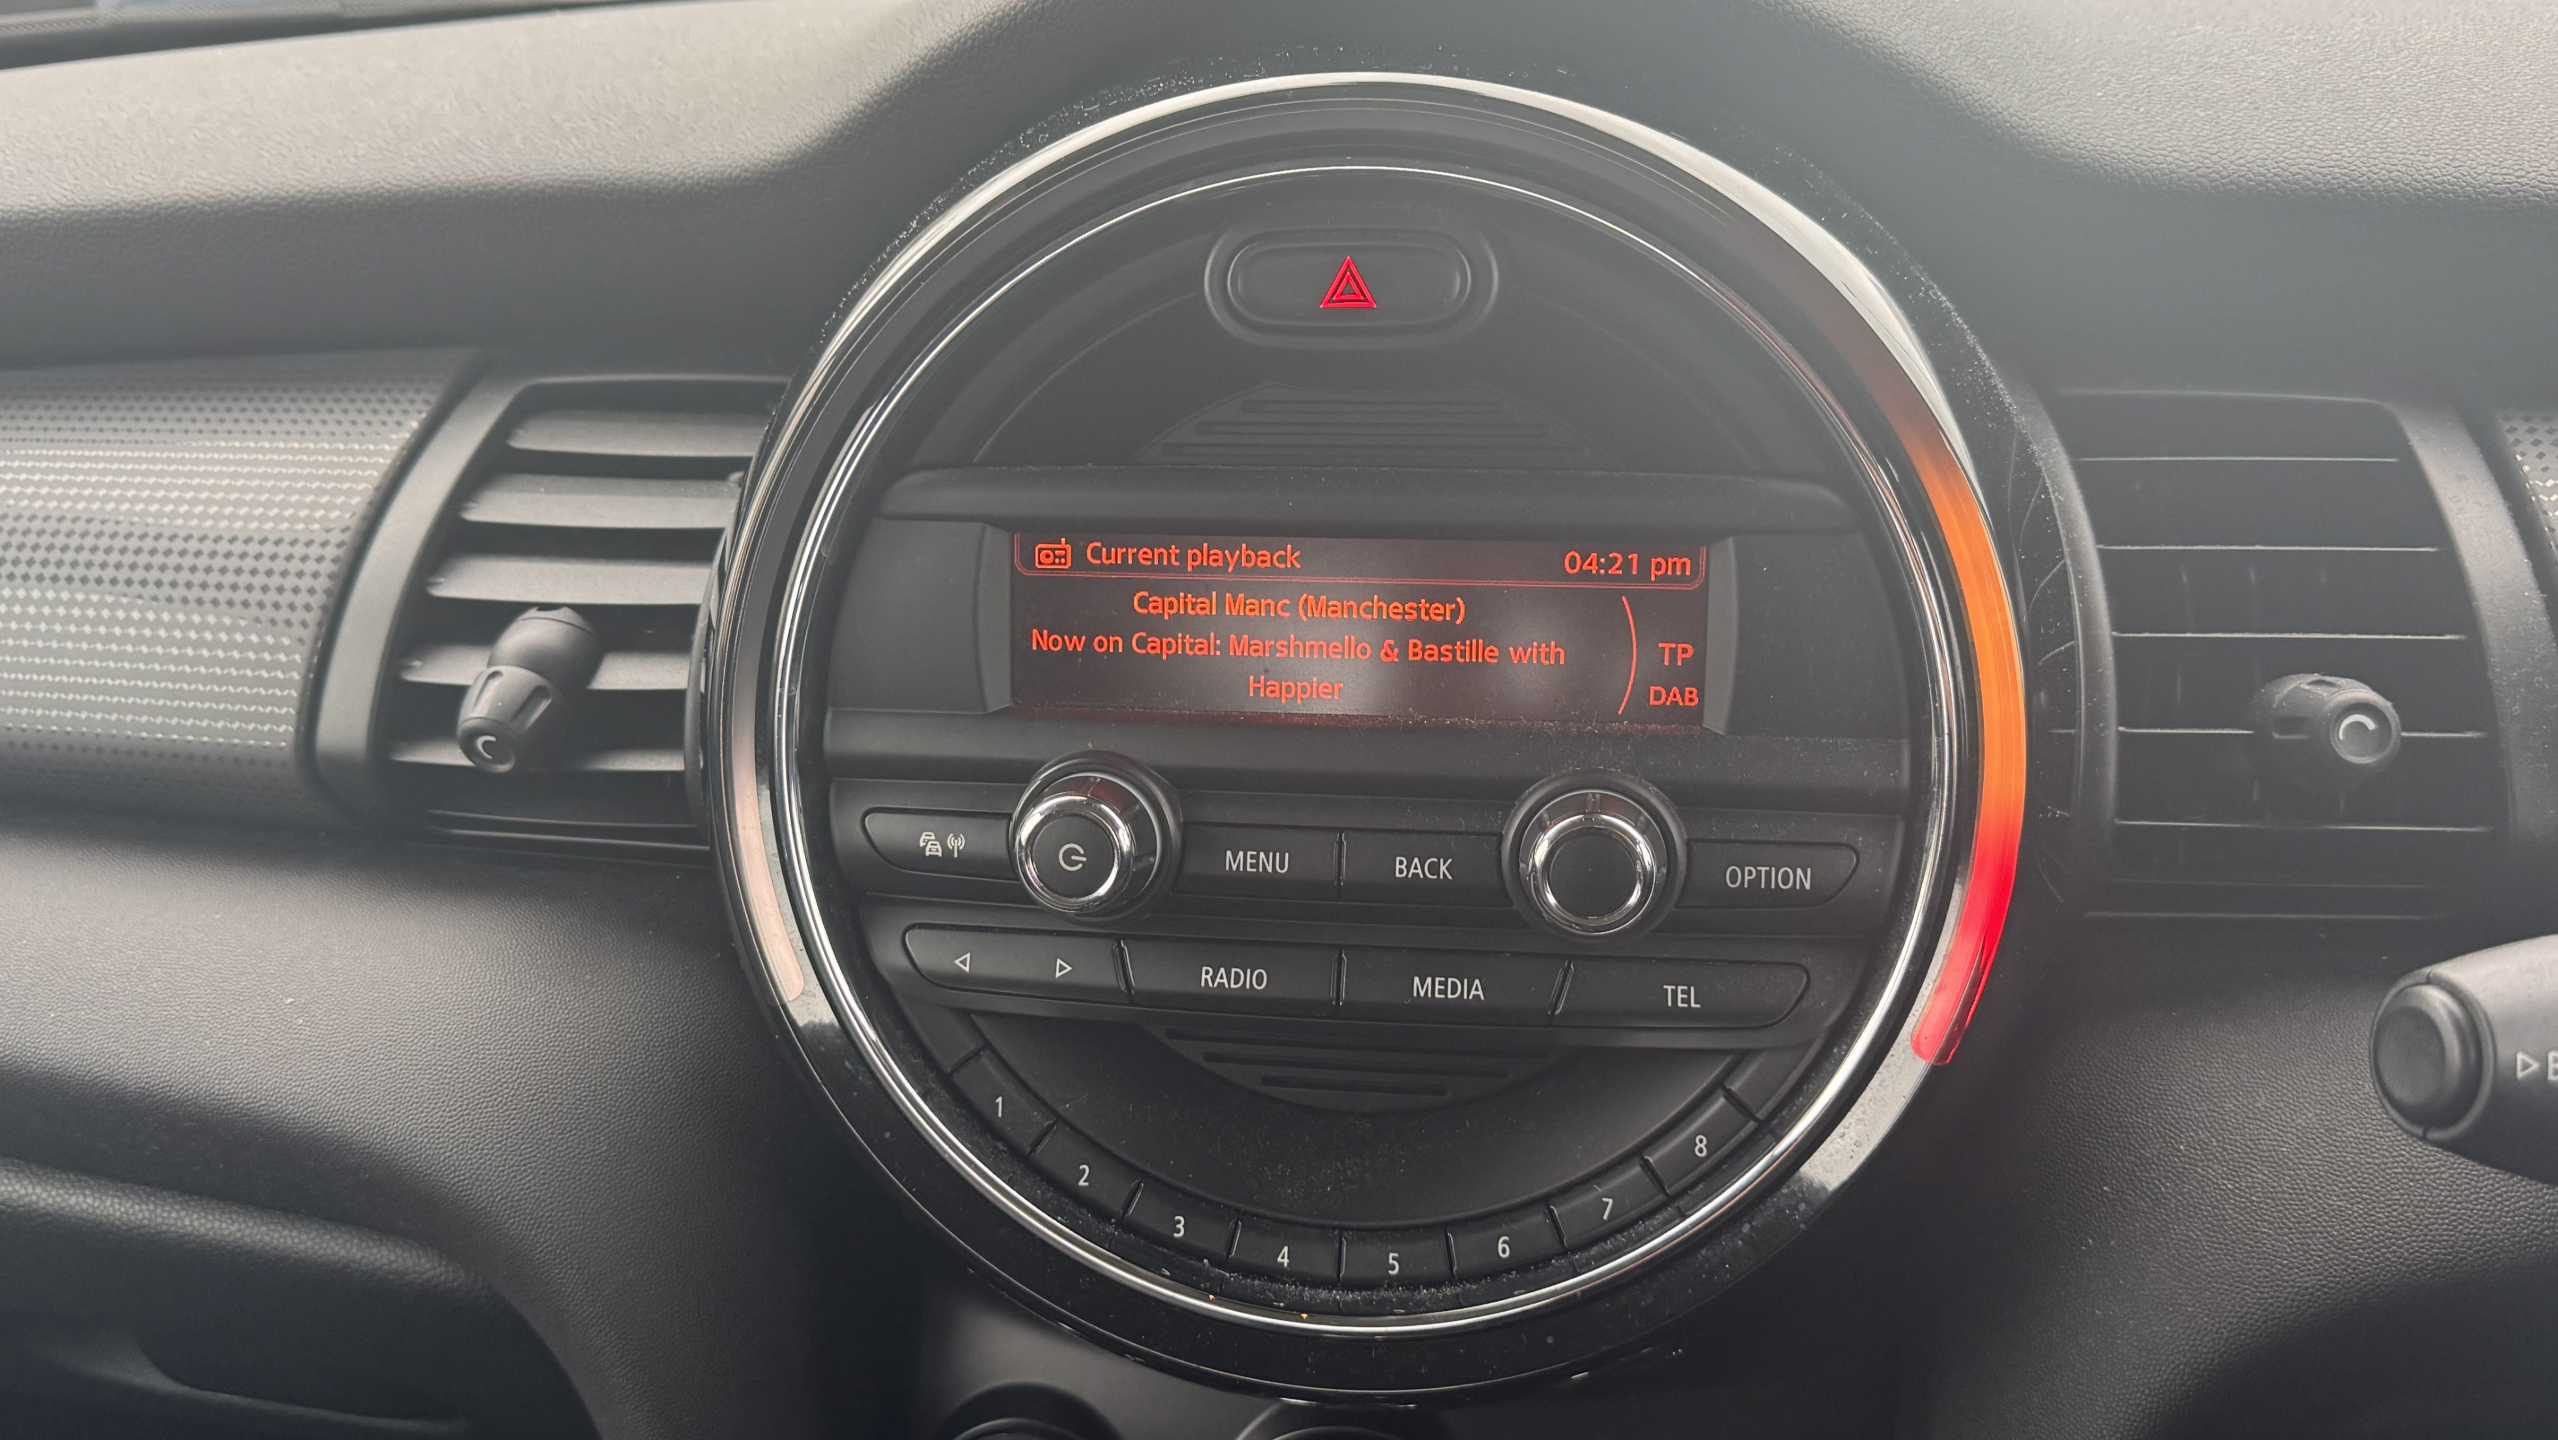 Current playback 04:21 pm
Capital Manc (Manchester)
Now on Capital: Marshmello & Bastille with
Happier
TP
DAB
MENU BACK OPTION
RADIO MEDIA TEL
1 2 3 4 5 6 7 8